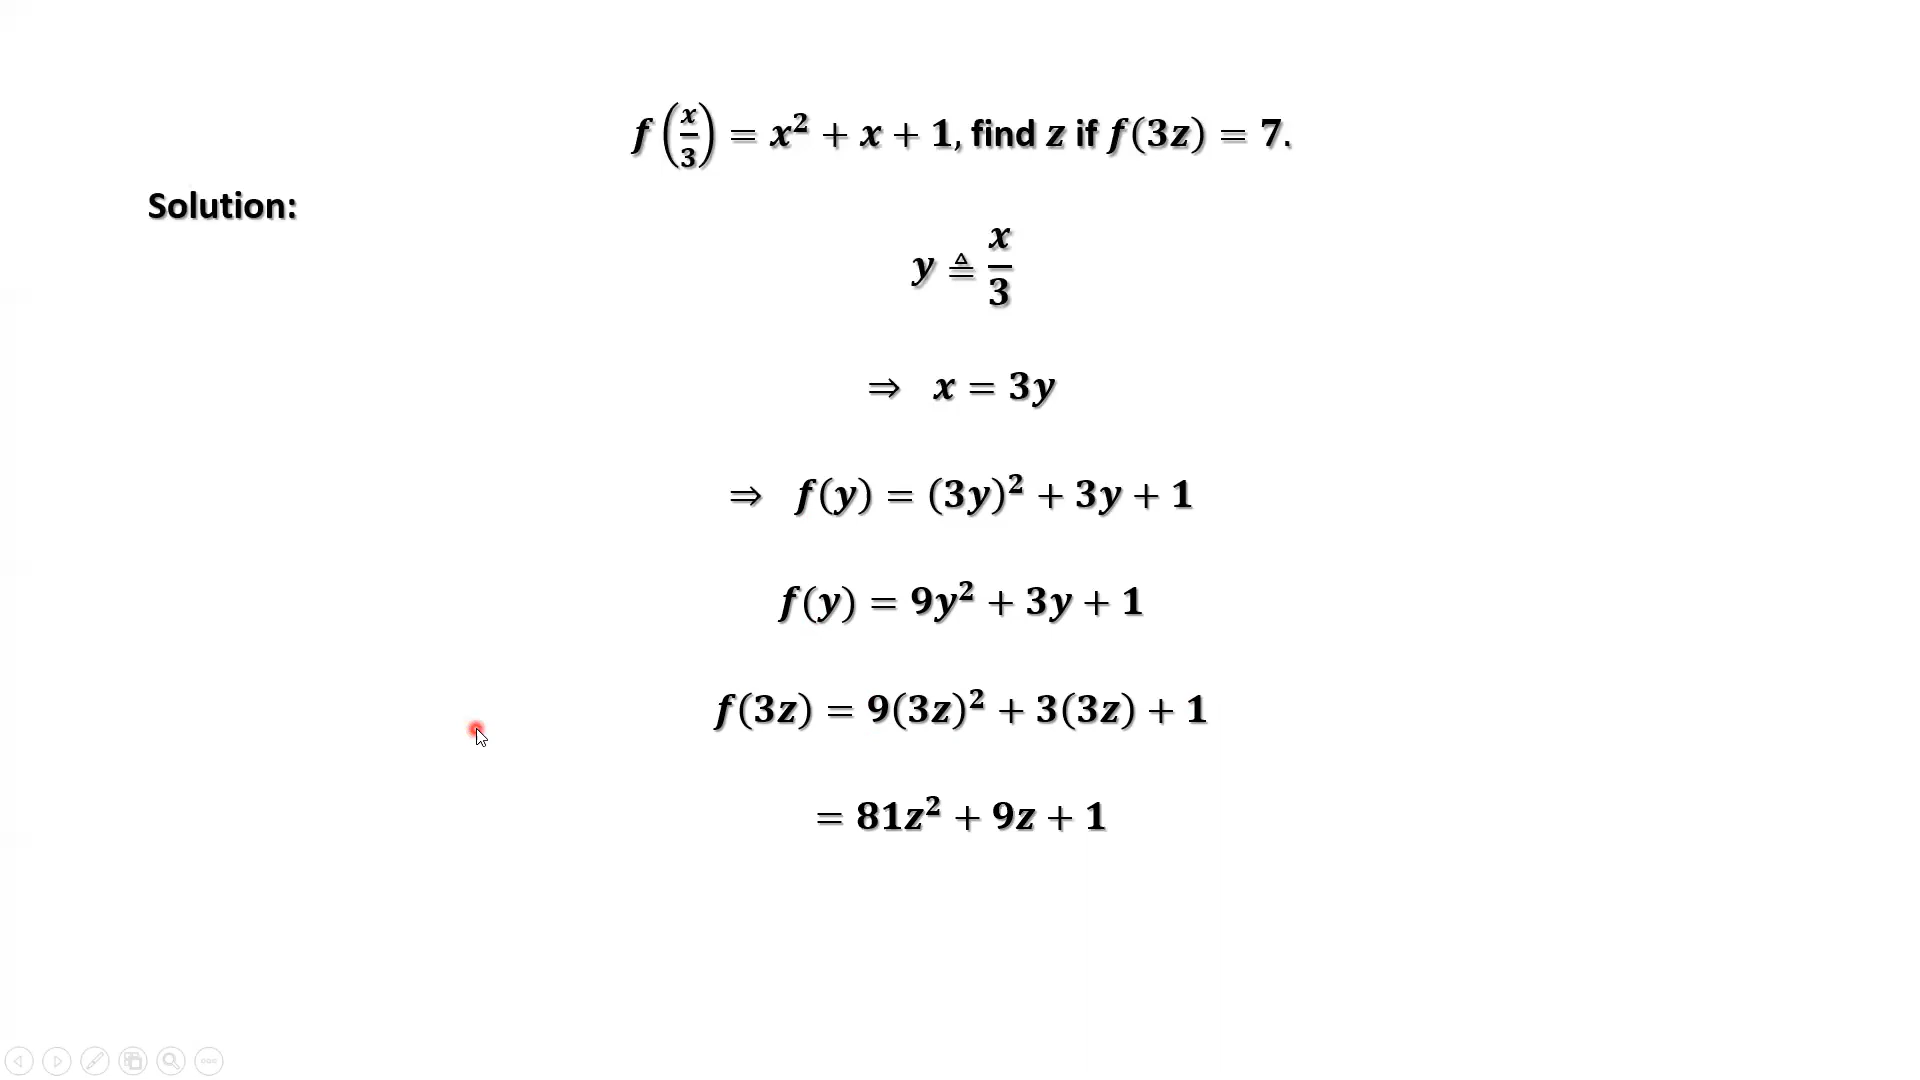 f(x/3) = x² + x + 1, find z if f(3z) = 7.
Solution:
y ≜ x/3
⇒ x = 3y
⇒ f(y) = (3y)² + 3y + 1
f(y) = 9y² + 3y + 1
f(3z) = 9(3z)² + 3(3z) + 1
= 81z² + 9z + 1